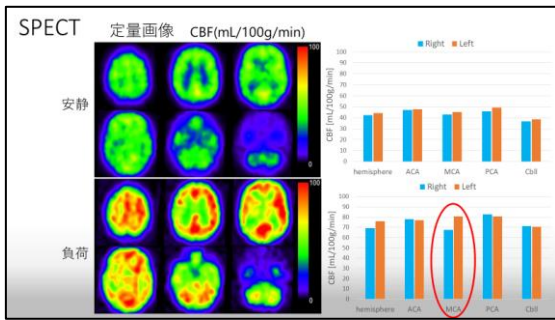 SPECT 定量画像 CBF(mL/100g/min)
安静
100
0
Right Left
CBF [mL/100g/min]
100
90
80
70
60
50
40
30
20
10
0
hemisphere ACA MCA PCA Cbll
負荷
100
0
Right Left
CBF [mL/100g/min]
100
90
80
70
60
50
40
30
20
10
0
hemisphere ACA MCA PCA Cbll